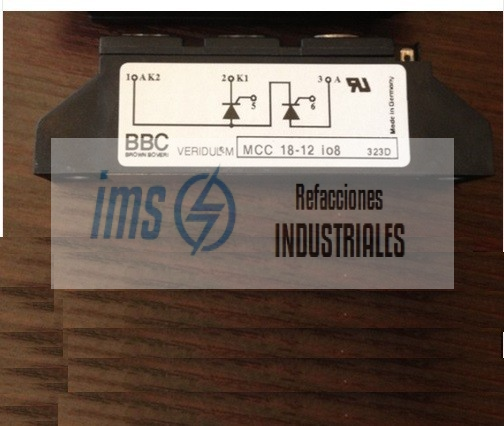 1 A K2
2 K1
3 A
5
6
Made in Germany
BBC
BROWN BOVERI
VERIDUL-M
MCC 18-12 io8
323D
ims
Refacciones
INDUSTRIALES